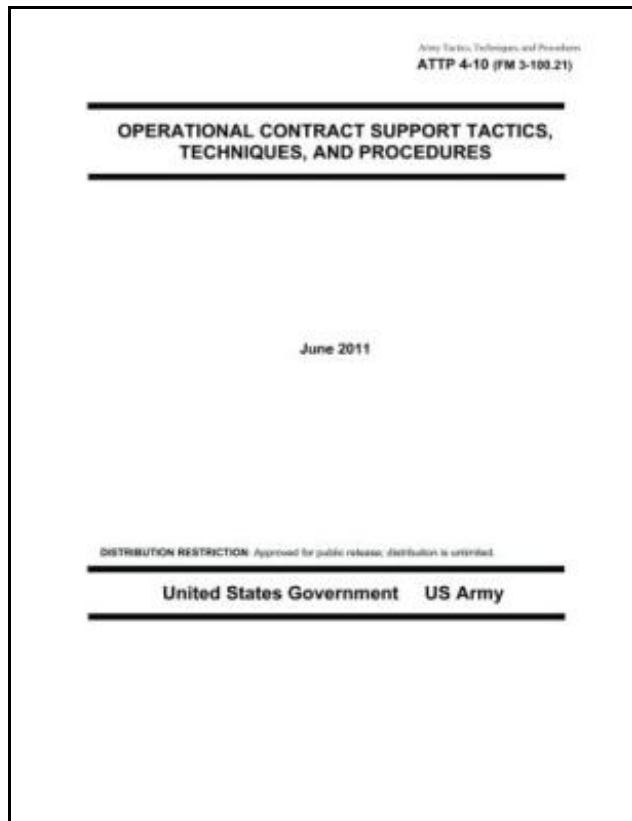 Army Tactics, Techniques, and Procedures
ATTP 4-10 (FM 3-100.21)
OPERATIONAL CONTRACT SUPPORT TACTICS,
TECHNIQUES, AND PROCEDURES
June 2011
DISTRIBUTION RESTRICTION: Approved for public release; distribution is unlimited.
United States Government US Army